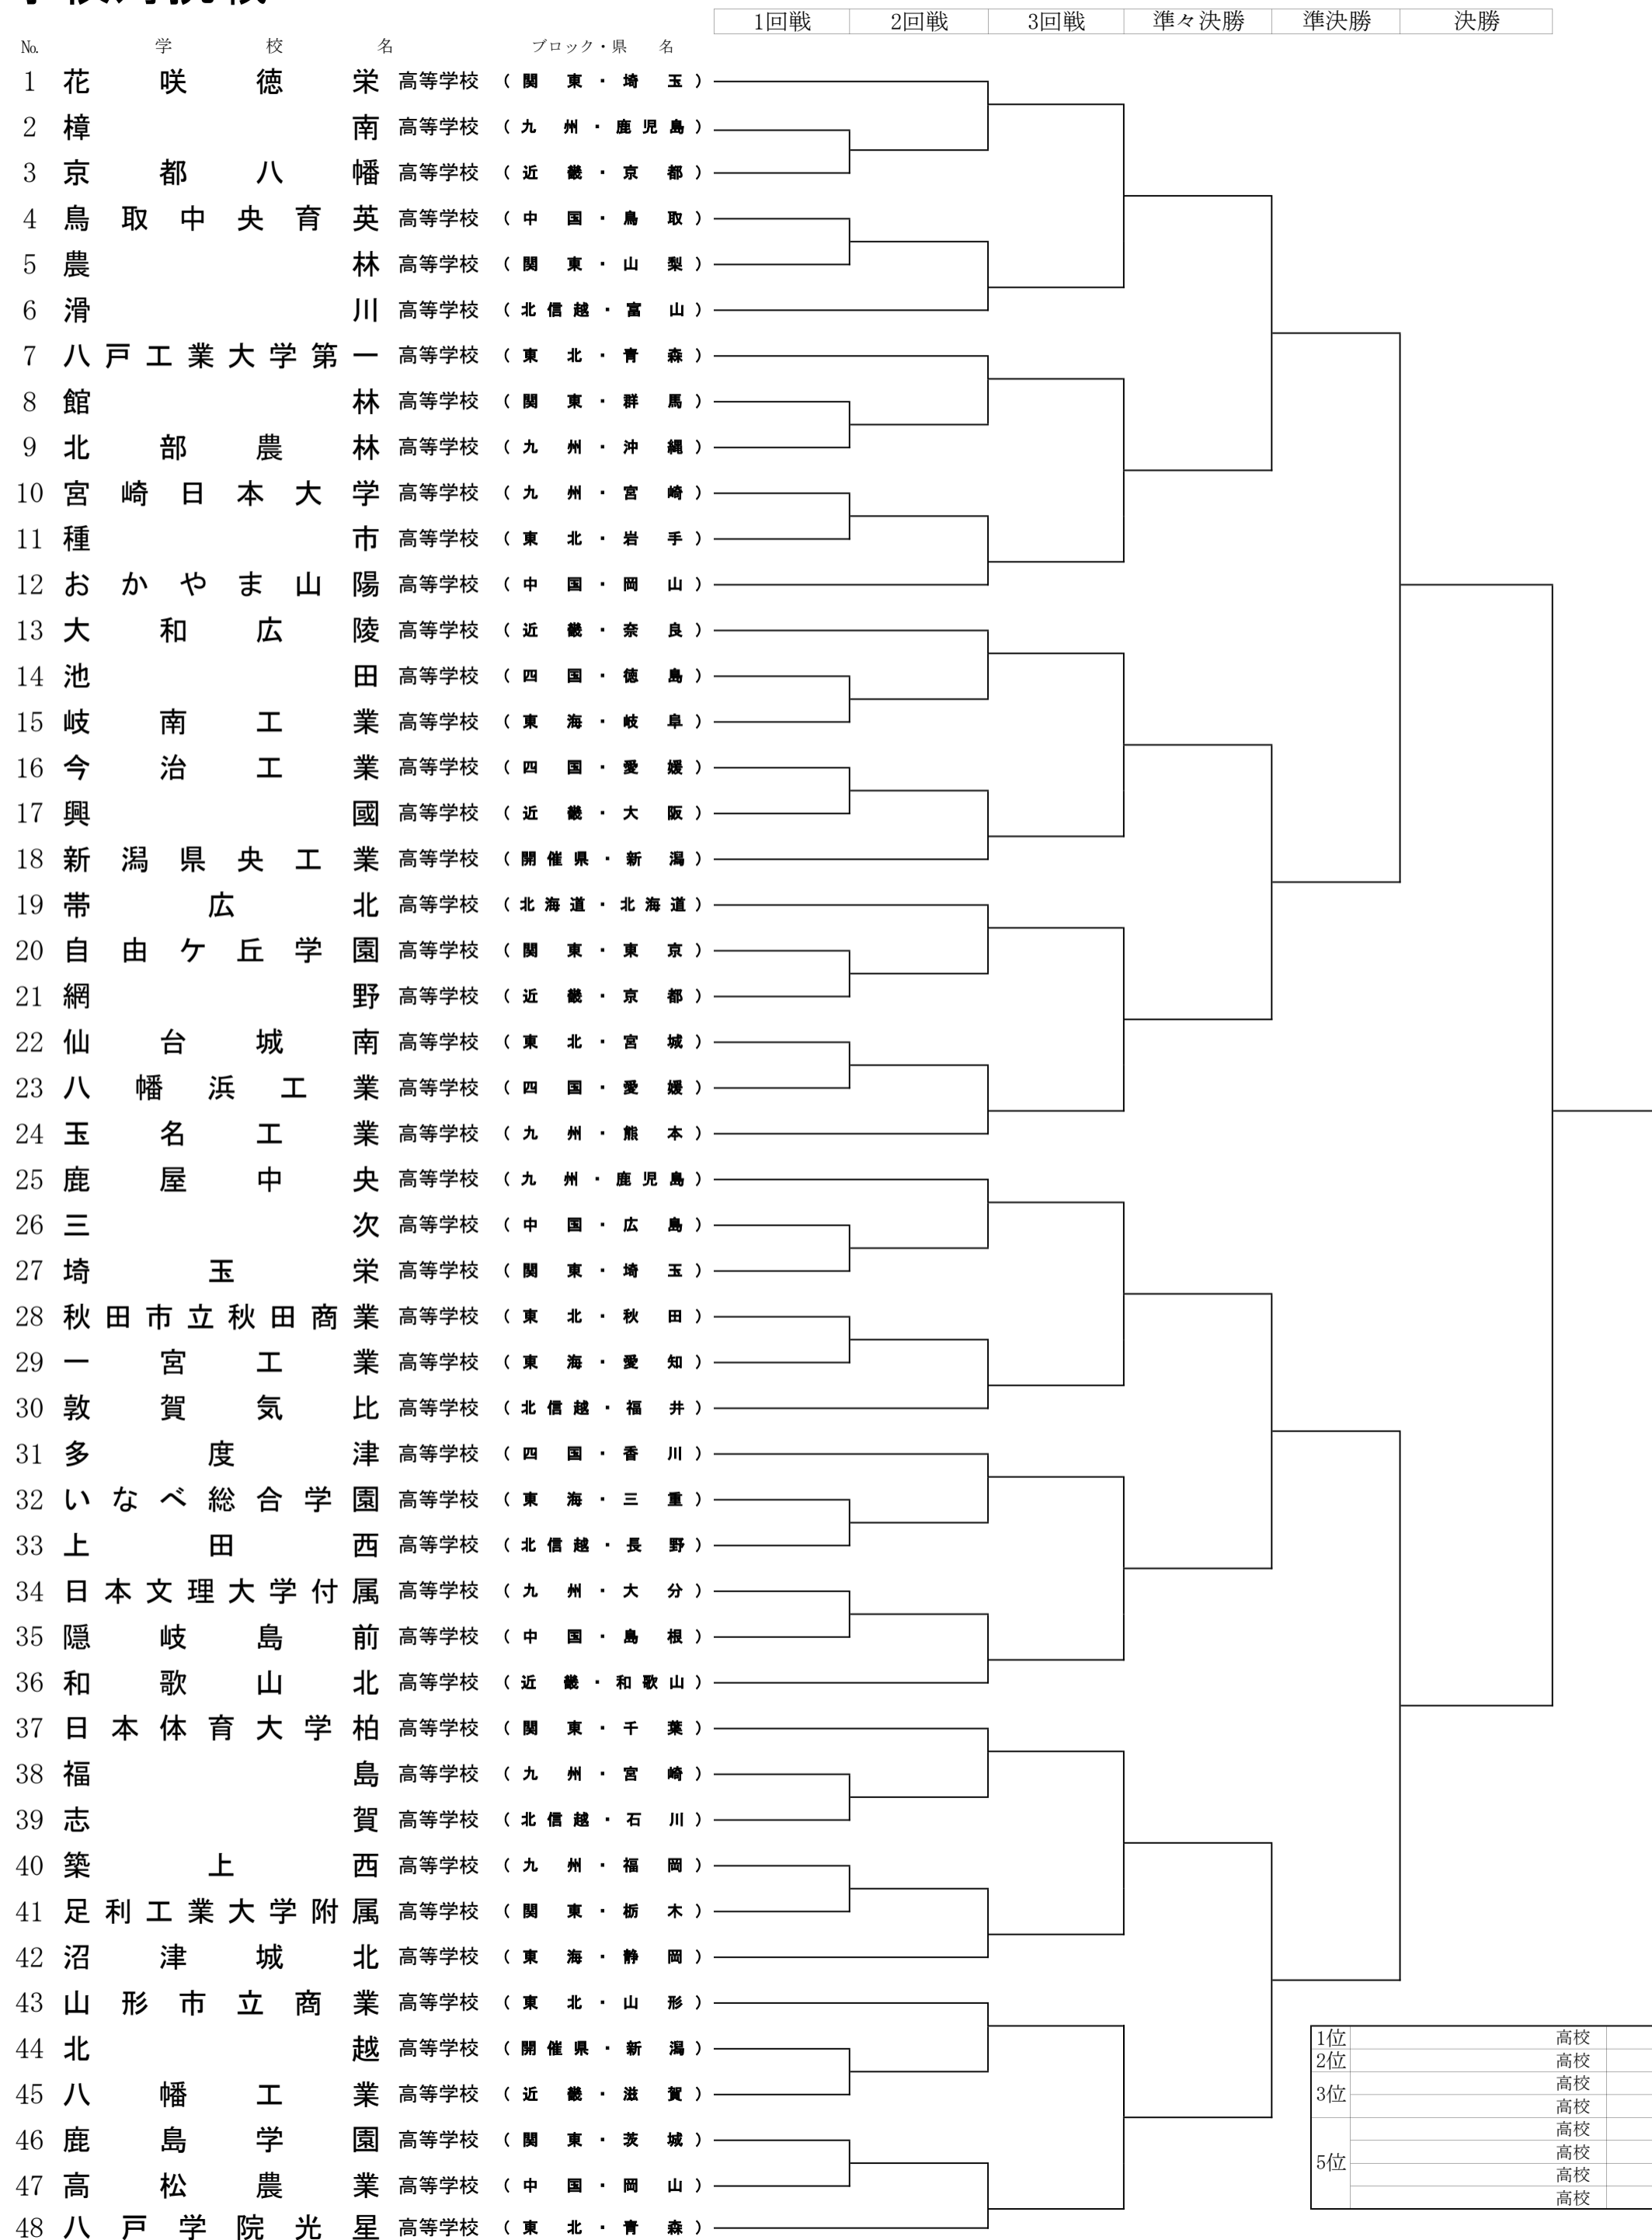 1回戦 2回戦 3回戦 準々決勝 準決勝 決勝
№ 学校名 ブロック・県名
1 花咲徳栄 高等学校 (関東・埼玉)
2 樟南 高等学校 (九州・鹿児島)
3 京都八幡 高等学校 (近畿・京都)
4 鳥取中央育英 高等学校 (中国・鳥取)
5 農林 高等学校 (関東・山梨)
6 滑川 高等学校 (北信越・富山)
7 八戸工業大学第一 高等学校 (東北・青森)
8 館林 高等学校 (関東・群馬)
9 北部農林 高等学校 (九州・沖縄)
10 宮崎日本大学 高等学校 (九州・宮崎)
11 種市 高等学校 (東北・岩手)
12 おかやま山陽 高等学校 (中国・岡山)
13 大和広陵 高等学校 (近畿・奈良)
14 池田 高等学校 (四国・徳島)
15 岐南工業 高等学校 (東海・岐阜)
16 今治工業 高等学校 (四国・愛媛)
17 興國 高等学校 (近畿・大阪)
18 新潟県央工業 高等学校 (開催県・新潟)
19 帯広北 高等学校 (北海道・北海道)
20 自由ケ丘学園 高等学校 (関東・東京)
21 網野 高等学校 (近畿・京都)
22 仙台城南 高等学校 (東北・宮城)
23 八幡浜工業 高等学校 (四国・愛媛)
24 玉名工業 高等学校 (九州・熊本)
25 鹿屋中央 高等学校 (九州・鹿児島)
26 三次 高等学校 (中国・広島)
27 埼玉栄 高等学校 (関東・埼玉)
28 秋田市立秋田商業 高等学校 (東北・秋田)
29 一宮工業 高等学校 (東海・愛知)
30 敦賀気比 高等学校 (北信越・福井)
31 多度津 高等学校 (四国・香川)
32 いなべ総合学園 高等学校 (東海・三重)
33 上田西 高等学校 (北信越・長野)
34 日本文理大学付属 高等学校 (九州・大分)
35 隠岐島前 高等学校 (中国・島根)
36 和歌山北 高等学校 (近畿・和歌山)
37 日本体育大学柏 高等学校 (関東・千葉)
38 福島 高等学校 (九州・宮崎)
39 志賀 高等学校 (北信越・石川)
40 築上西 高等学校 (九州・福岡)
41 足利工業大学附属 高等学校 (関東・栃木)
42 沼津城北 高等学校 (東海・静岡)
43 山形市立商業 高等学校 (東北・山形)
44 北越 高等学校 (開催県・新潟)
45 八幡工業 高等学校 (近畿・滋賀)
46 鹿島学園 高等学校 (関東・茨城)
47 高松農業 高等学校 (中国・岡山)
48 八戸学院光星 高等学校 (東北・青森)
1位 高校
2位 高校
3位 高校
高校
5位 高校
高校
高校
高校